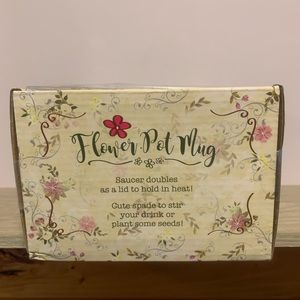 Flower Pot Mug
Saucer doubles
as a lid to hold in heat!
Cute spade to stir
your drink or
plant some seeds!